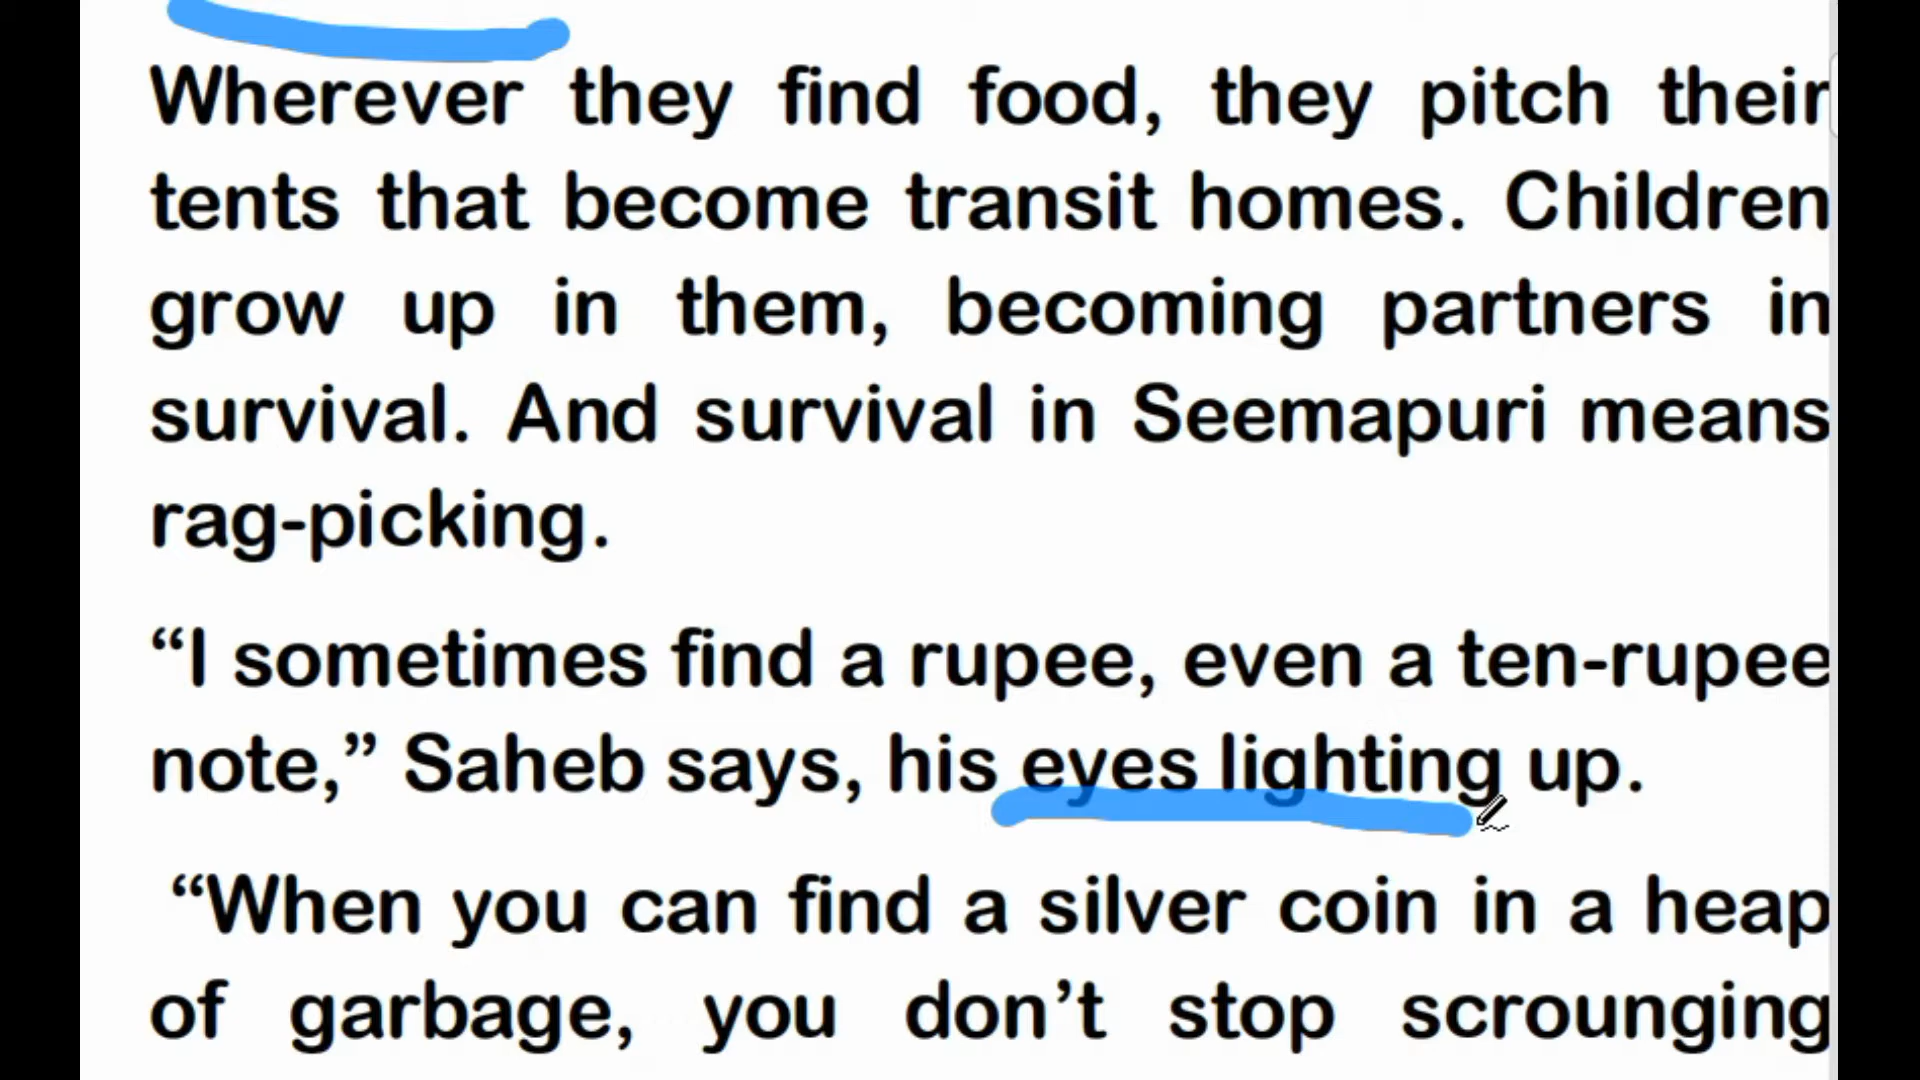 Wherever they find food, they pitch their
tents that become transit homes. Children
grow up in them, becoming partners in
survival. And survival in Seemapuri means
rag-picking.
“I sometimes find a rupee, even a ten-rupee
note,” Saheb says, his eyes lighting up.
“When you can find a silver coin in a heap
of garbage, you don’t stop scrounging